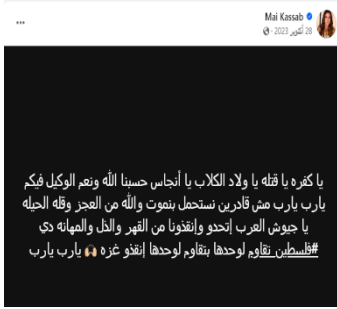 Mai Kassab
28 أكتوبر 2023 ·
يا كفره يا قتله يا ولاد الكلاب يا أنجاس حسبنا الله ونعم الوكيل فيكم
يارب يارب مش قادرين نستحمل بنموت والله من العجز وقله الحيله
يا جيوش العرب إتحدو وإنقذونا من القهر والذل والمهانه دي
#فلسطين_تقاوم لوحدها بتقاوم لوحدها إنقذو غزه 🙌🏻 يارب يارب